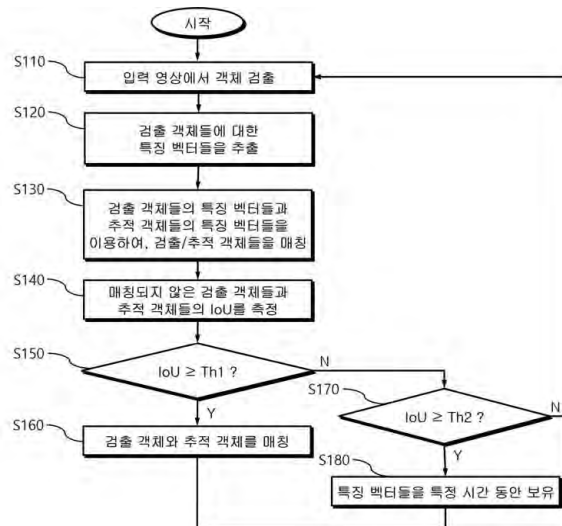 시작
S110
입력 영상에서 객체 검출
S120
검출 객체들에 대한
특징 벡터들을 추출
S130
검출 객체들의 특징 벡터들과
추적 객체들의 특징 벡터들을
이용하여, 검출/추적 객체들을 매칭
S140
매칭되지 않은 검출 객체들과
추적 객체들의 IoU를 측정
S150
IoU ≥ Th1 ?
N
Y
S160
검출 객체와 추적 객체를 매칭
S170
IoU ≥ Th2 ?
N
Y
S180
특징 벡터들을 특정 시간 동안 보유